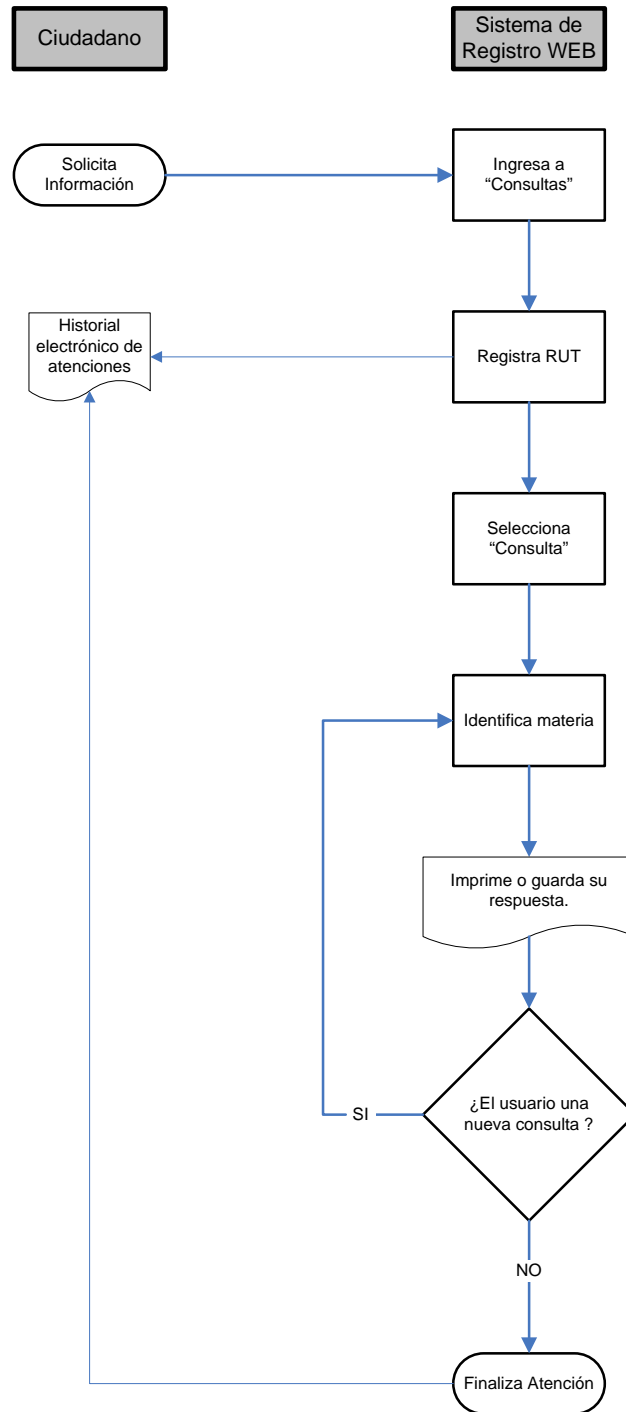 Ciudadano
Sistema de
Registro WEB
Solicita
Información
Ingresa a
“Consultas”
Historial
electrónico de
atenciones
Registra RUT
Selecciona
“Consulta”
Identifica materia
Imprime o guarda su
respuesta.
¿El usuario una
nueva consulta ?
SI
NO
Finaliza Atención